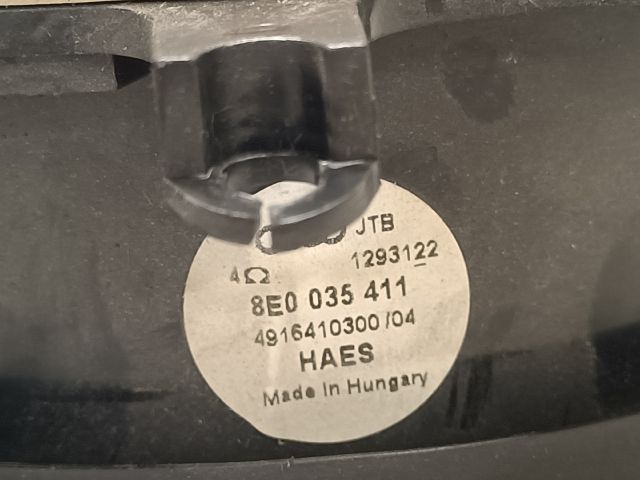 JTB
4Ω 1293122
8E0 035 411
4916410300/04
HAES
Made In Hungary